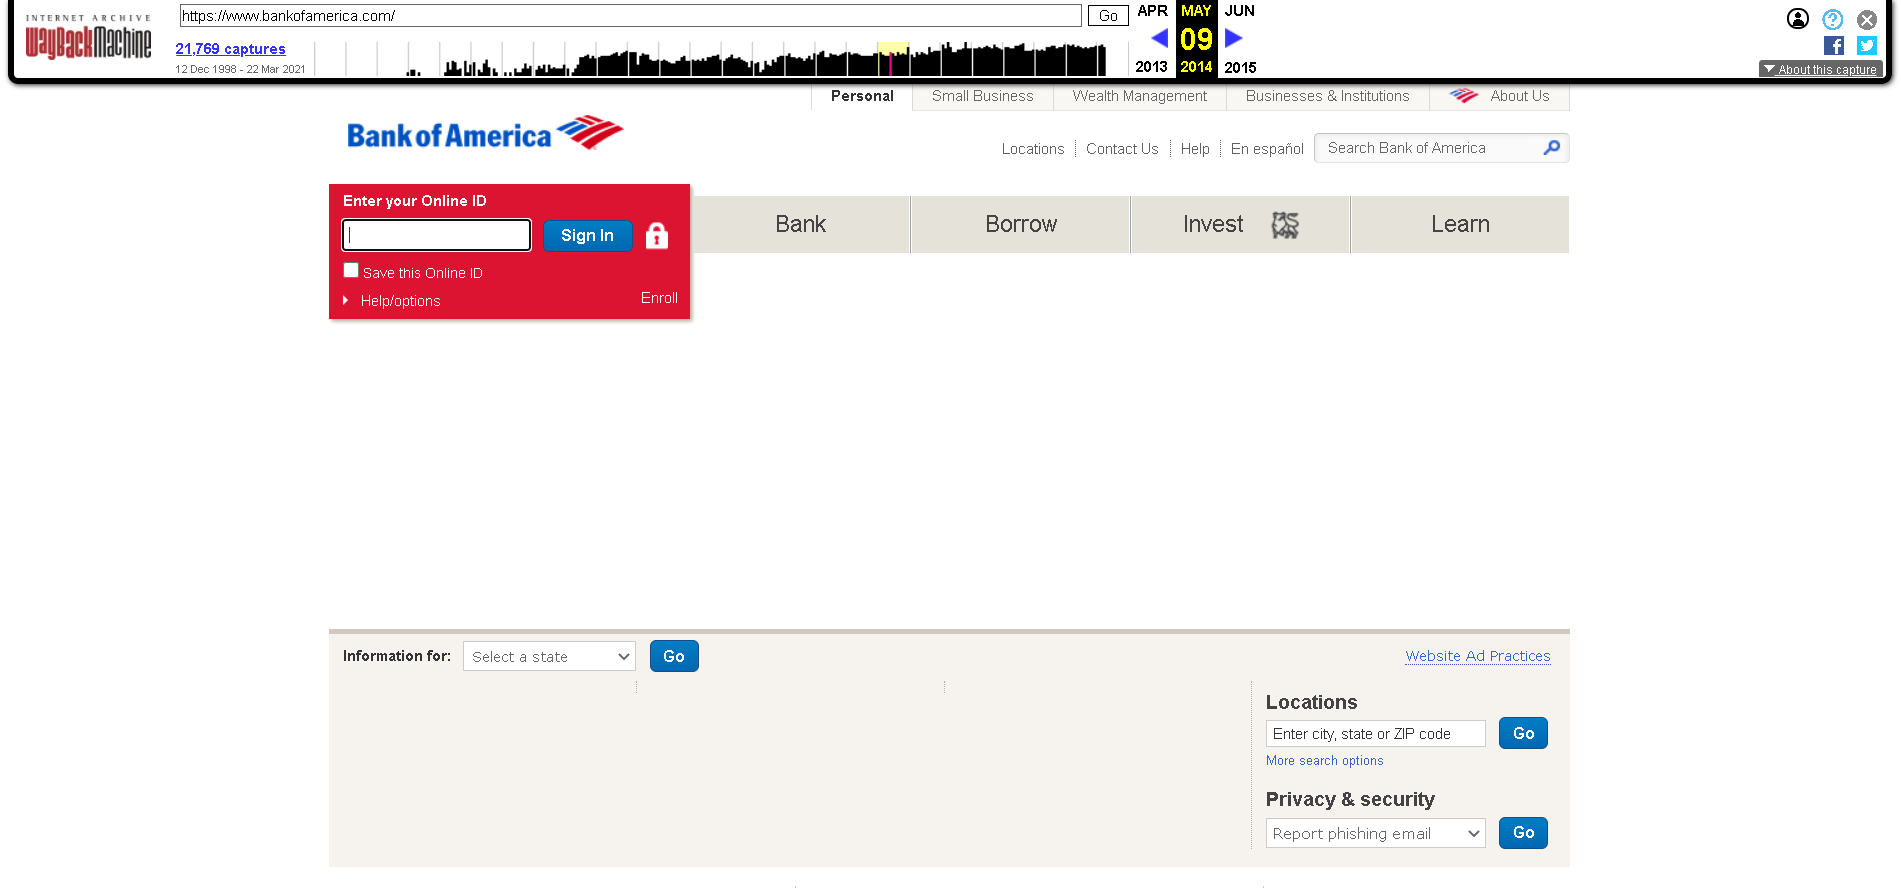 INTERNET ARCHIVE
WayBackMachine
https://www.bankofamerica.com/
Go
APR
MAY
JUN
21,769 captures
09
12 Dec 1998 - 22 Mar 2021
2013
2014
2015
?
About this capture
Personal
Small Business
Wealth Management
Businesses & Institutions
About Us
Bank of America
Locations
Contact Us
Help
En español
Search Bank of America
Enter your Online ID
Sign In
Save this Online ID
Help/options
Enroll
Bank
Borrow
Invest
Learn
Information for:
Select a state
Go
Website Ad Practices
Locations
Enter city, state or ZIP code
Go
More search options
Privacy & security
Report phishing email
Go